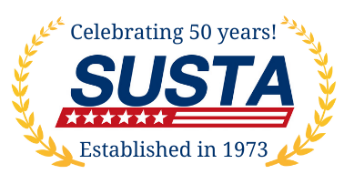 Celebrating 50 years!
SUSTA
Established in 1973